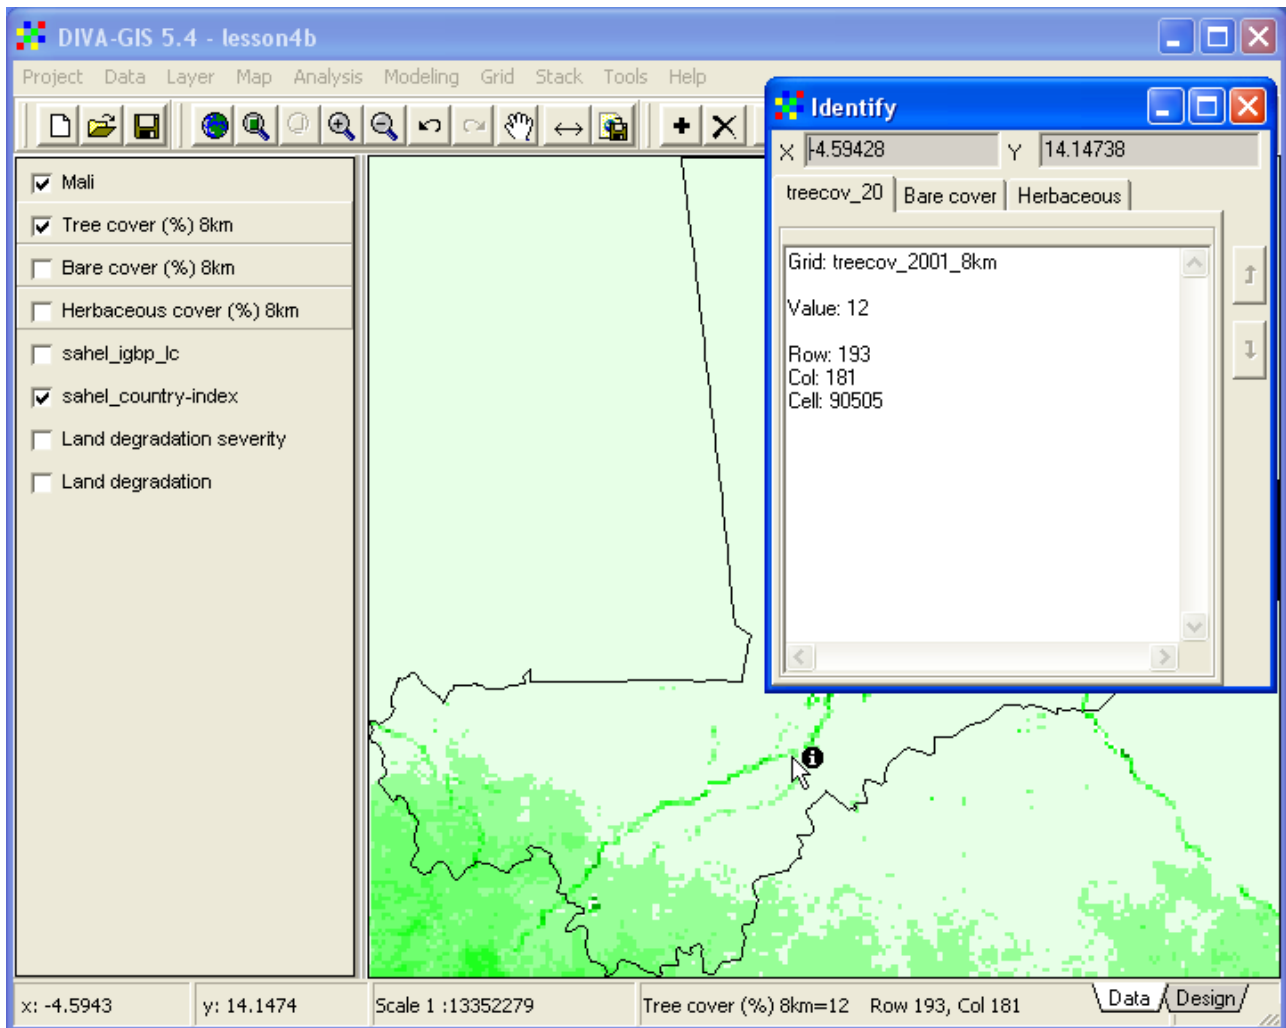 DIVA-GIS 5.4 - lesson4b
Project Data Layer Map Analysis Modeling Grid Stack Tools Help
Mali
Tree cover (%) 8km
Bare cover (%) 8km
Herbaceous cover (%) 8km
sahel_igbp_lc
sahel_country-index
Land degradation severity
Land degradation
Identify
X -4.59428 Y 14.14738
treecov_20 Bare cover Herbaceous
Grid: treecov_2001_8km
Value: 12
Row: 193
Col: 181
Cell: 90505
x: -4.5943 y: 14.1474 Scale 1 :13352279 Tree cover (%) 8km=12 Row 193, Col 181 Data Design